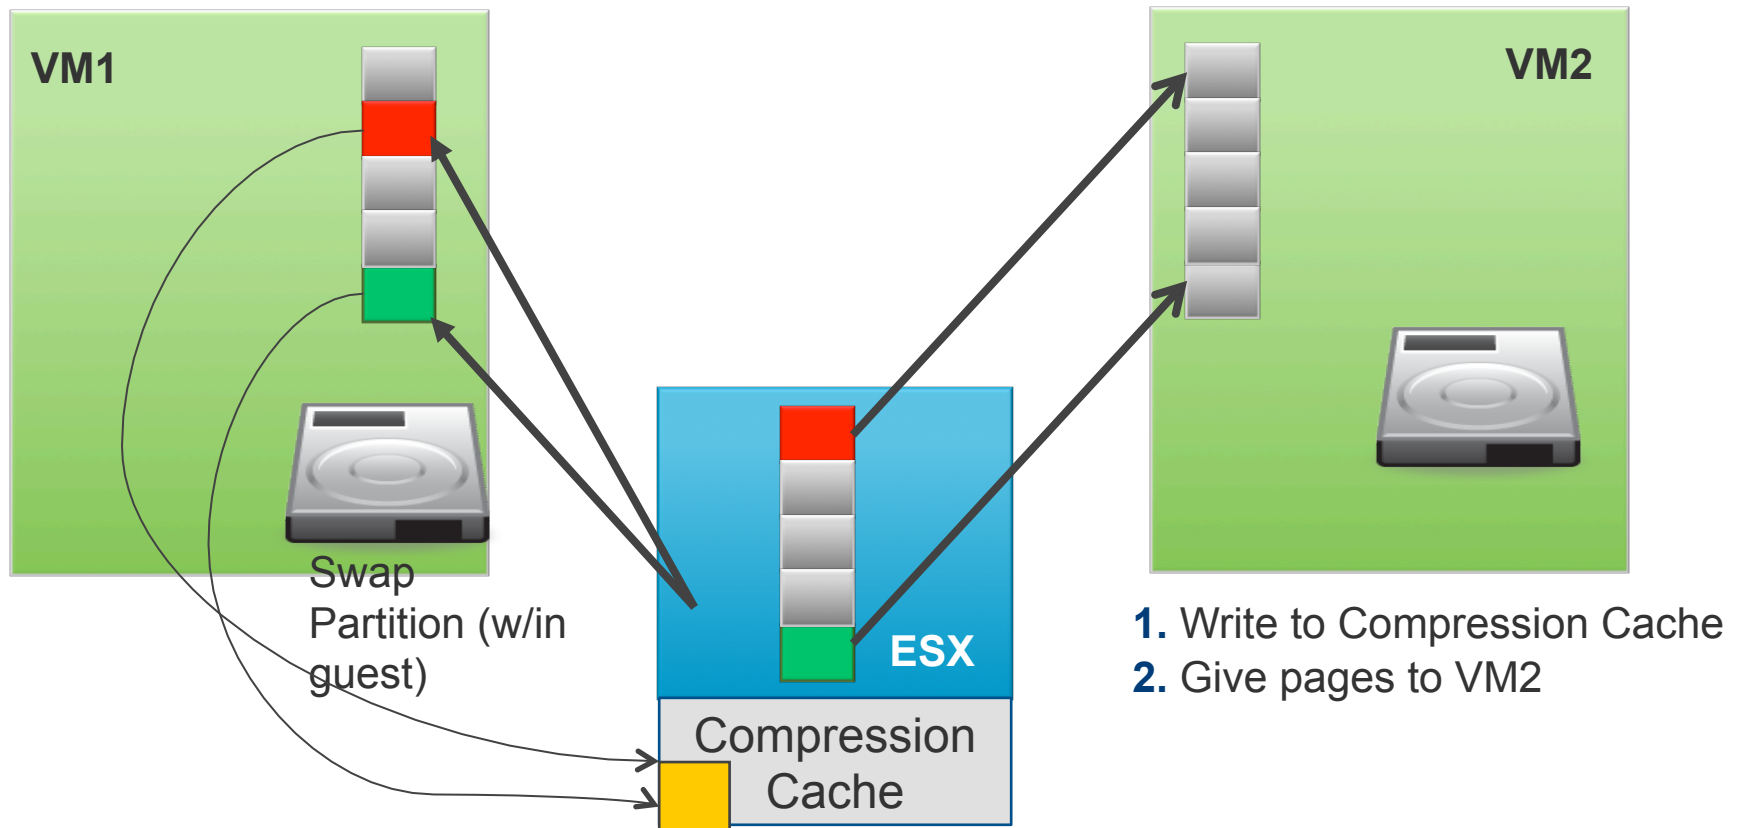 VM1
VM2
Swap
Partition (w/in
guest)
ESX
Compression
Cache
1. Write to Compression Cache
2. Give pages to VM2